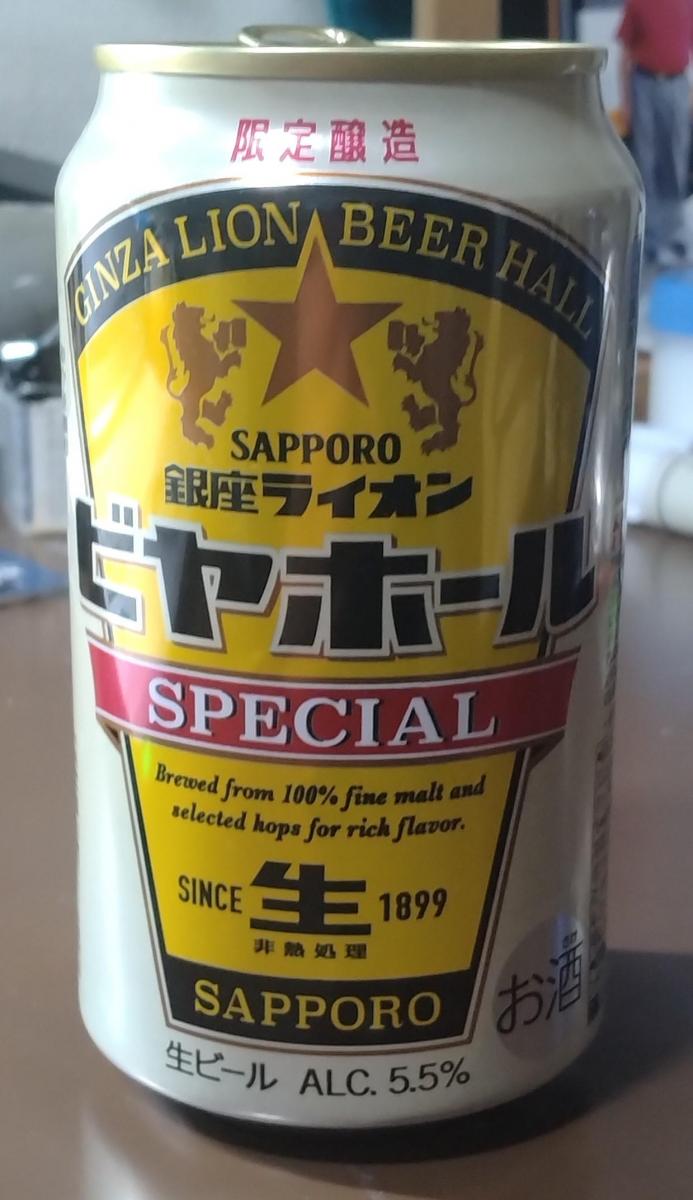 限定醸造
GINZA LION BEER HALL
SAPPORO
銀座ライオン
ビヤホール
SPECIAL
Brewed from 100% fine malt and
selected hops for rich flavor.
SINCE 生 1899
非熱処理
SAPPORO
お酒
生ビール ALC. 5.5%